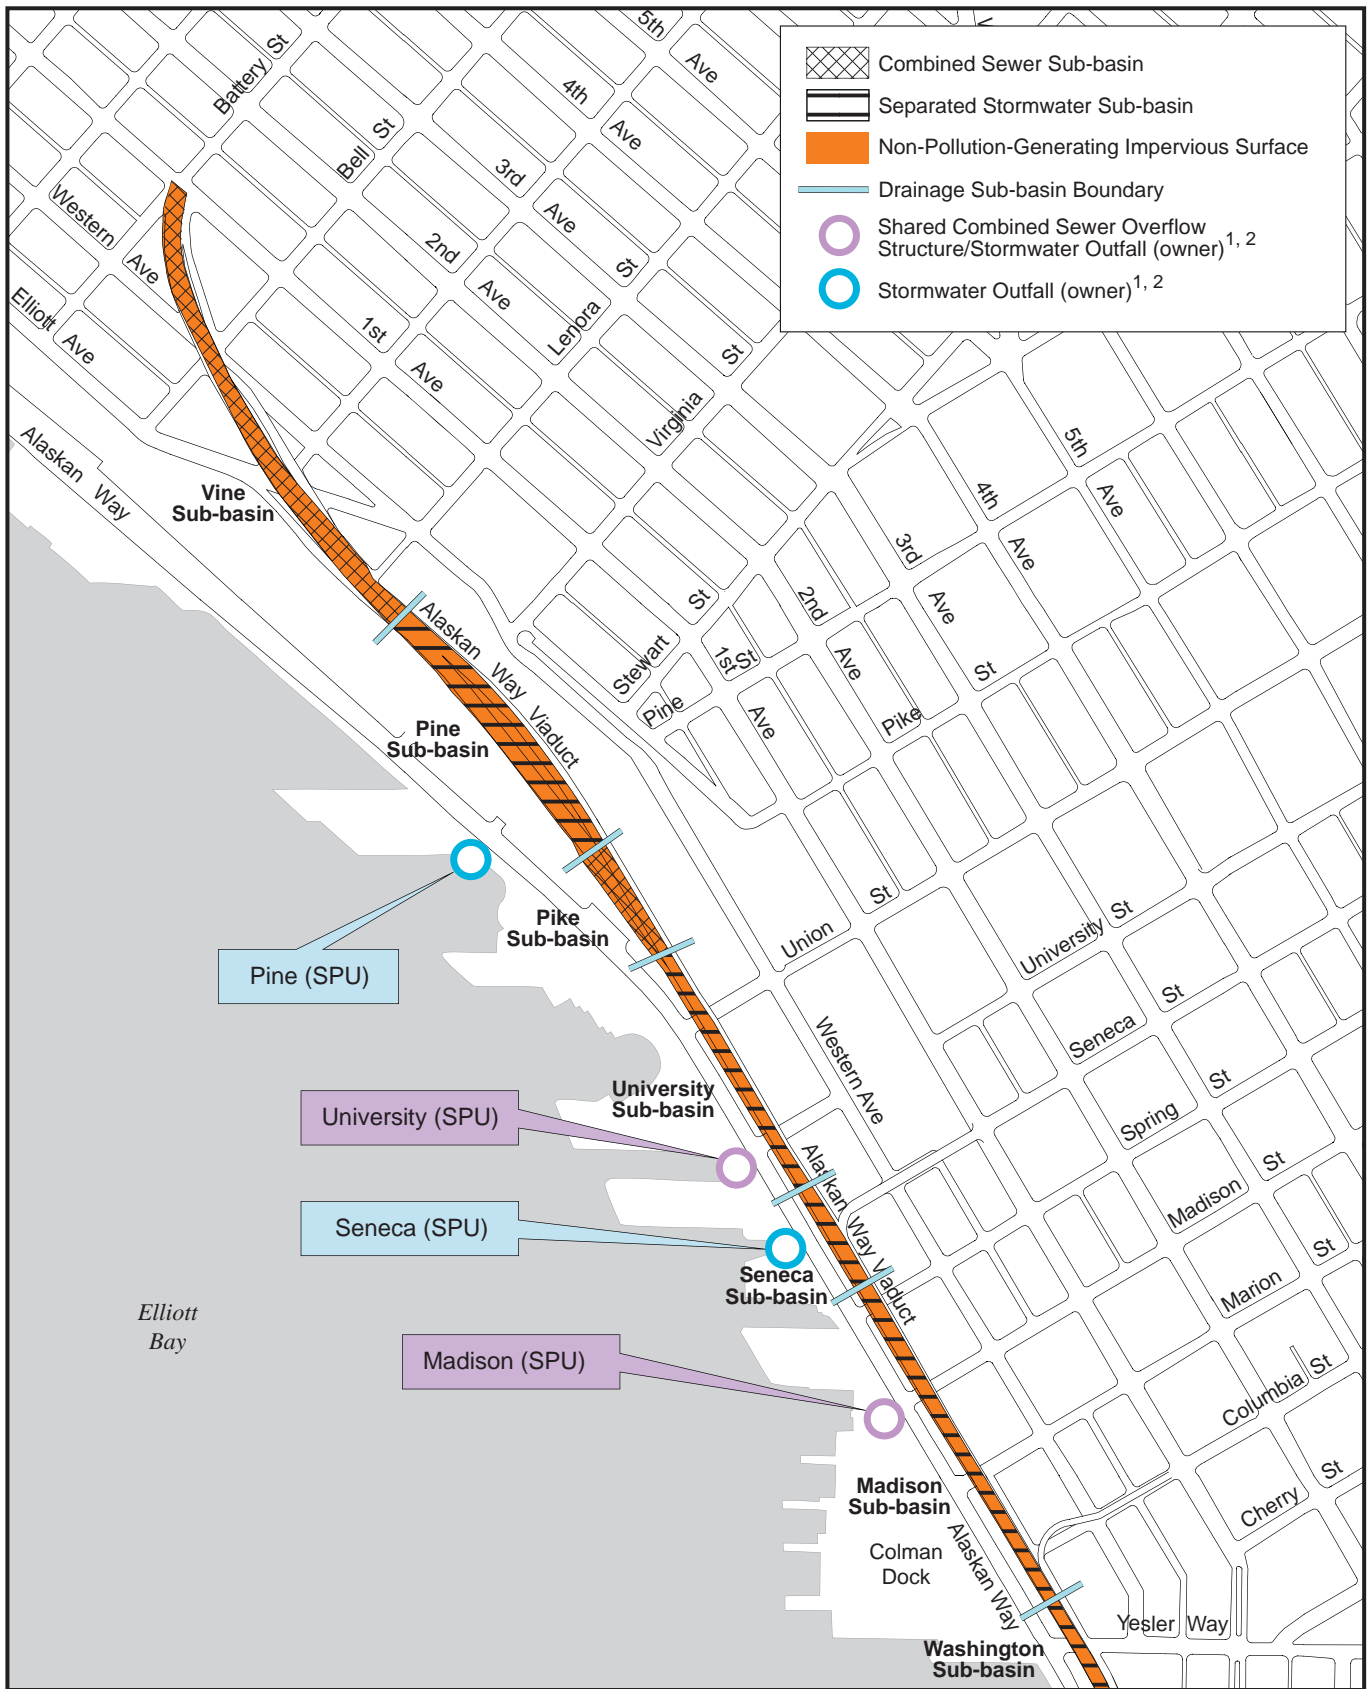 Combined Sewer Sub-basin
Separated Stormwater Sub-basin
Non-Pollution-Generating Impervious Surface
Drainage Sub-basin Boundary
Shared Combined Sewer Overflow
Structure/Stormwater Outfall (owner)1, 2
Stormwater Outfall (owner)1, 2
5th
Ave
4th
Ave
3rd
Ave
2nd
Ave
1st
Ave
Battery St
Bell St
Lenora St
Virginia St
Western
Ave
Elliott
Ave
Alaskan Way
Vine
Sub-basin
Alaskan Way Viaduct
Pine
Sub-basin
Stewart St
Pine St
1st
Ave
2nd
Ave
3rd
Ave
4th
Ave
5th
Ave
Pike St
Pike
Sub-basin
Pine (SPU)
Union St
University St
Western Ave
Seneca St
University
Sub-basin
University (SPU)
Spring St
Alaskan Way Viaduct
Madison St
Seneca (SPU)
Seneca
Sub-basin
Marion St
Elliott
Bay
Madison (SPU)
Columbia St
Madison
Sub-basin
Cherry St
Colman
Dock
Alaskan Way
Yesler Way
Washington
Sub-basin